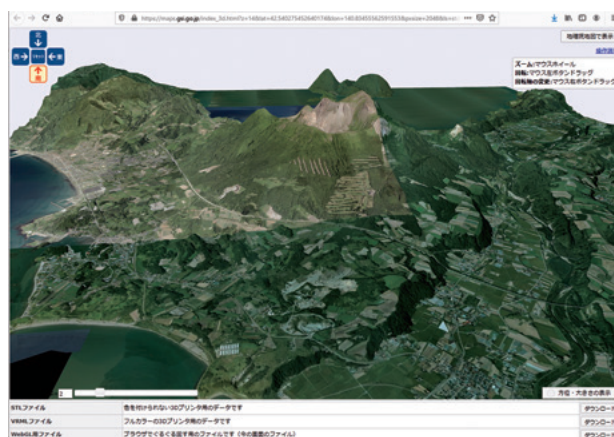 https://maps.gsi.go.jp/index_3d.html?z=14&lat=42.5402754526401
地理院地図で表示
北
西
リセット
東
南
ズーム:マウスホイール
回転:マウス左ボタンドラッグ
回転軸の変更:マウス右ボタンドラッグ
2
方位・大きさの表示
STLファイル
色を付けられない3Dプリンタ用のデータです
ダウンロード
VRMLファイル
フルカラーの3Dプリンタ用のデータです
ダウンロード
WebGL用ファイル
ブラウザでぐるぐる回す用のファイルです(今の画面のファイル)
ダウンロード